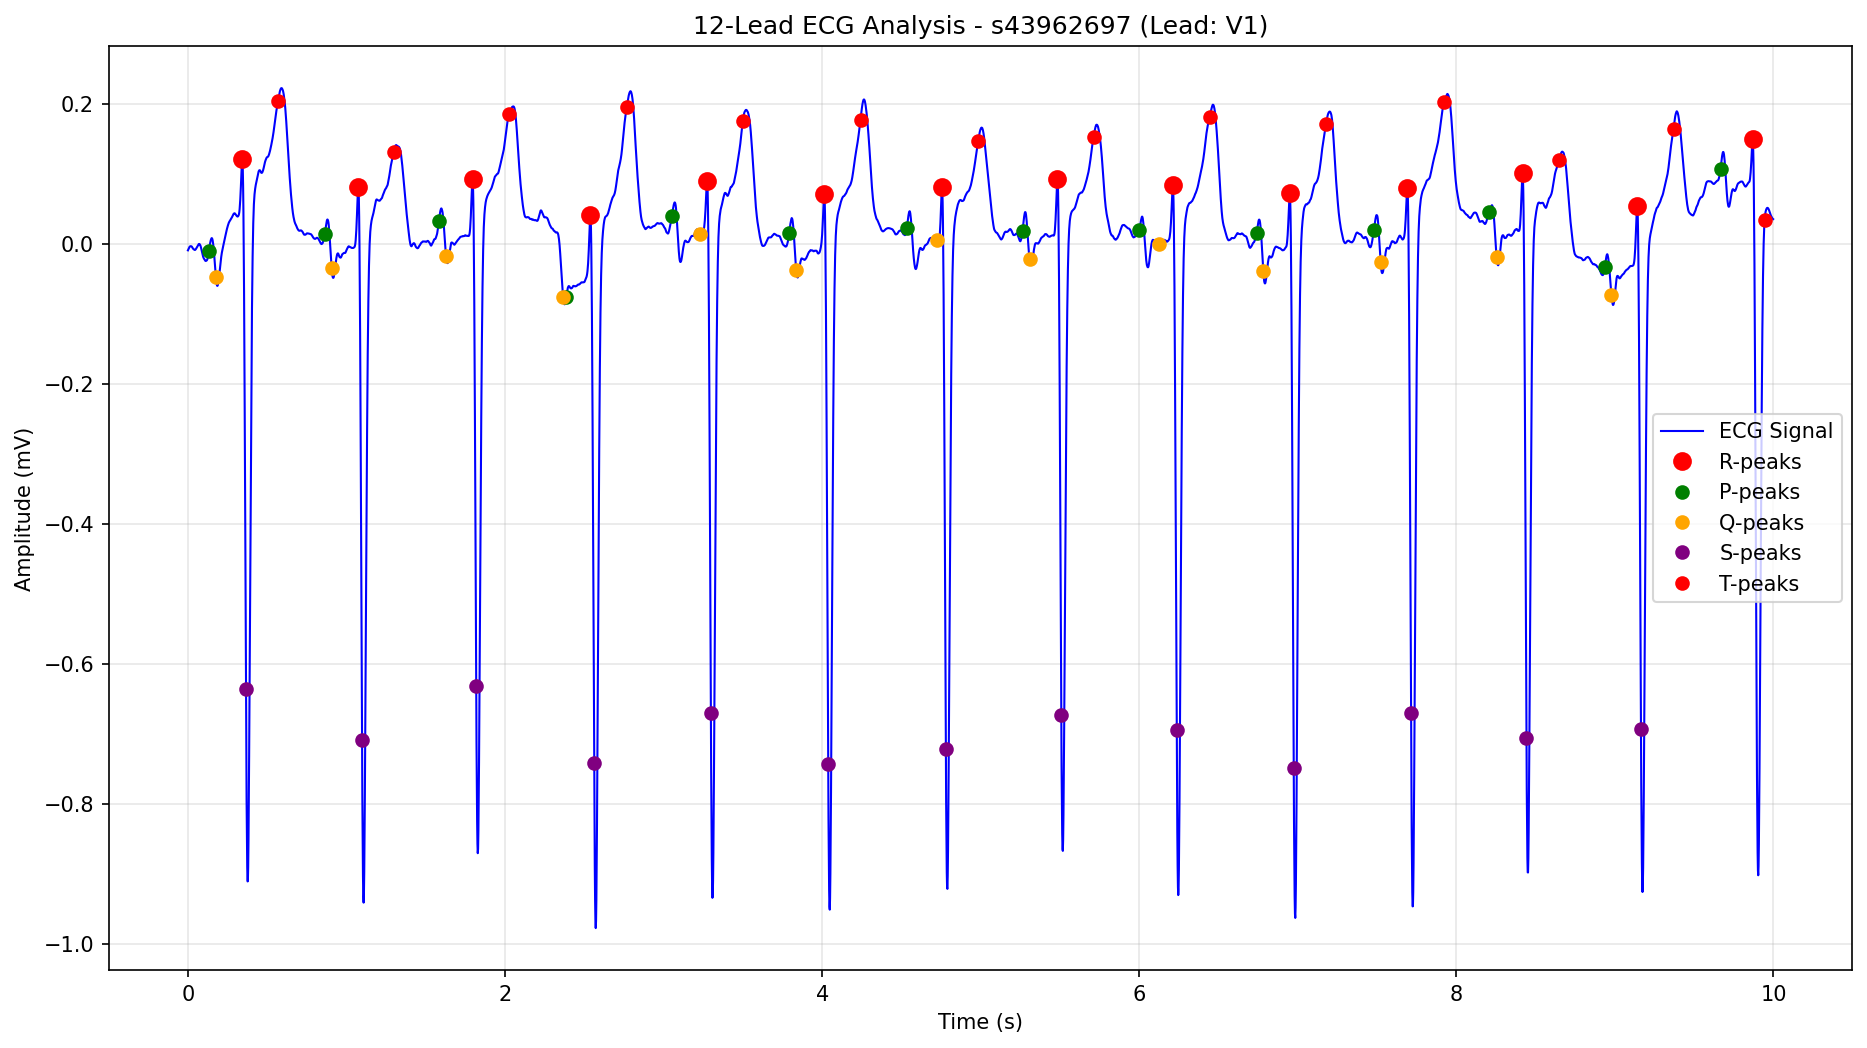 12-Lead ECG Analysis - s43962697 (Lead: V1)
0.2
0.0
−0.2
−0.4
−0.6
−0.8
−1.0
Amplitude (mV)
ECG Signal
R-peaks
P-peaks
Q-peaks
S-peaks
T-peaks
0 2 4 6 8 10
Time (s)